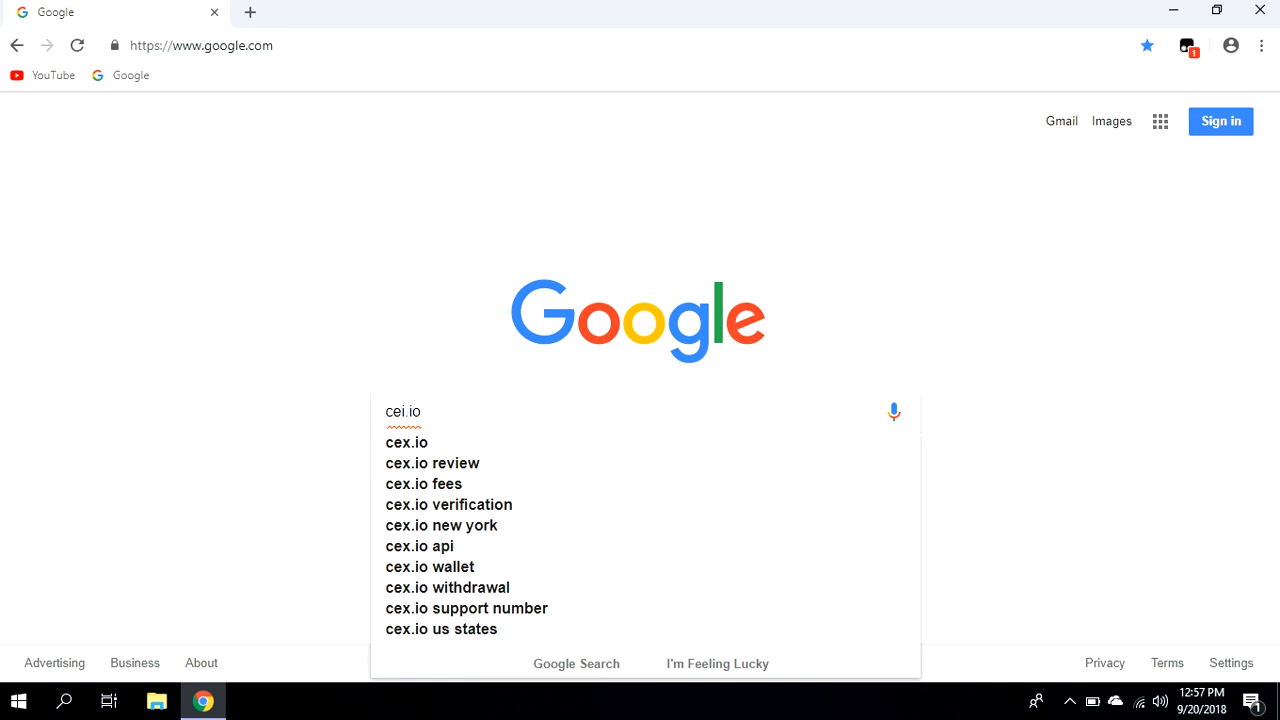 Google
https://www.google.com
1
YouTube
Google
Gmail Images Sign in
Google
cei.io
cex.io
cex.io review
cex.io fees
cex.io verification
cex.io new york
cex.io api
cex.io wallet
cex.io withdrawal
cex.io support number
cex.io us states
Google Search I'm Feeling Lucky
Advertising Business About Privacy Terms Settings
12:57 PM
9/20/2018
1